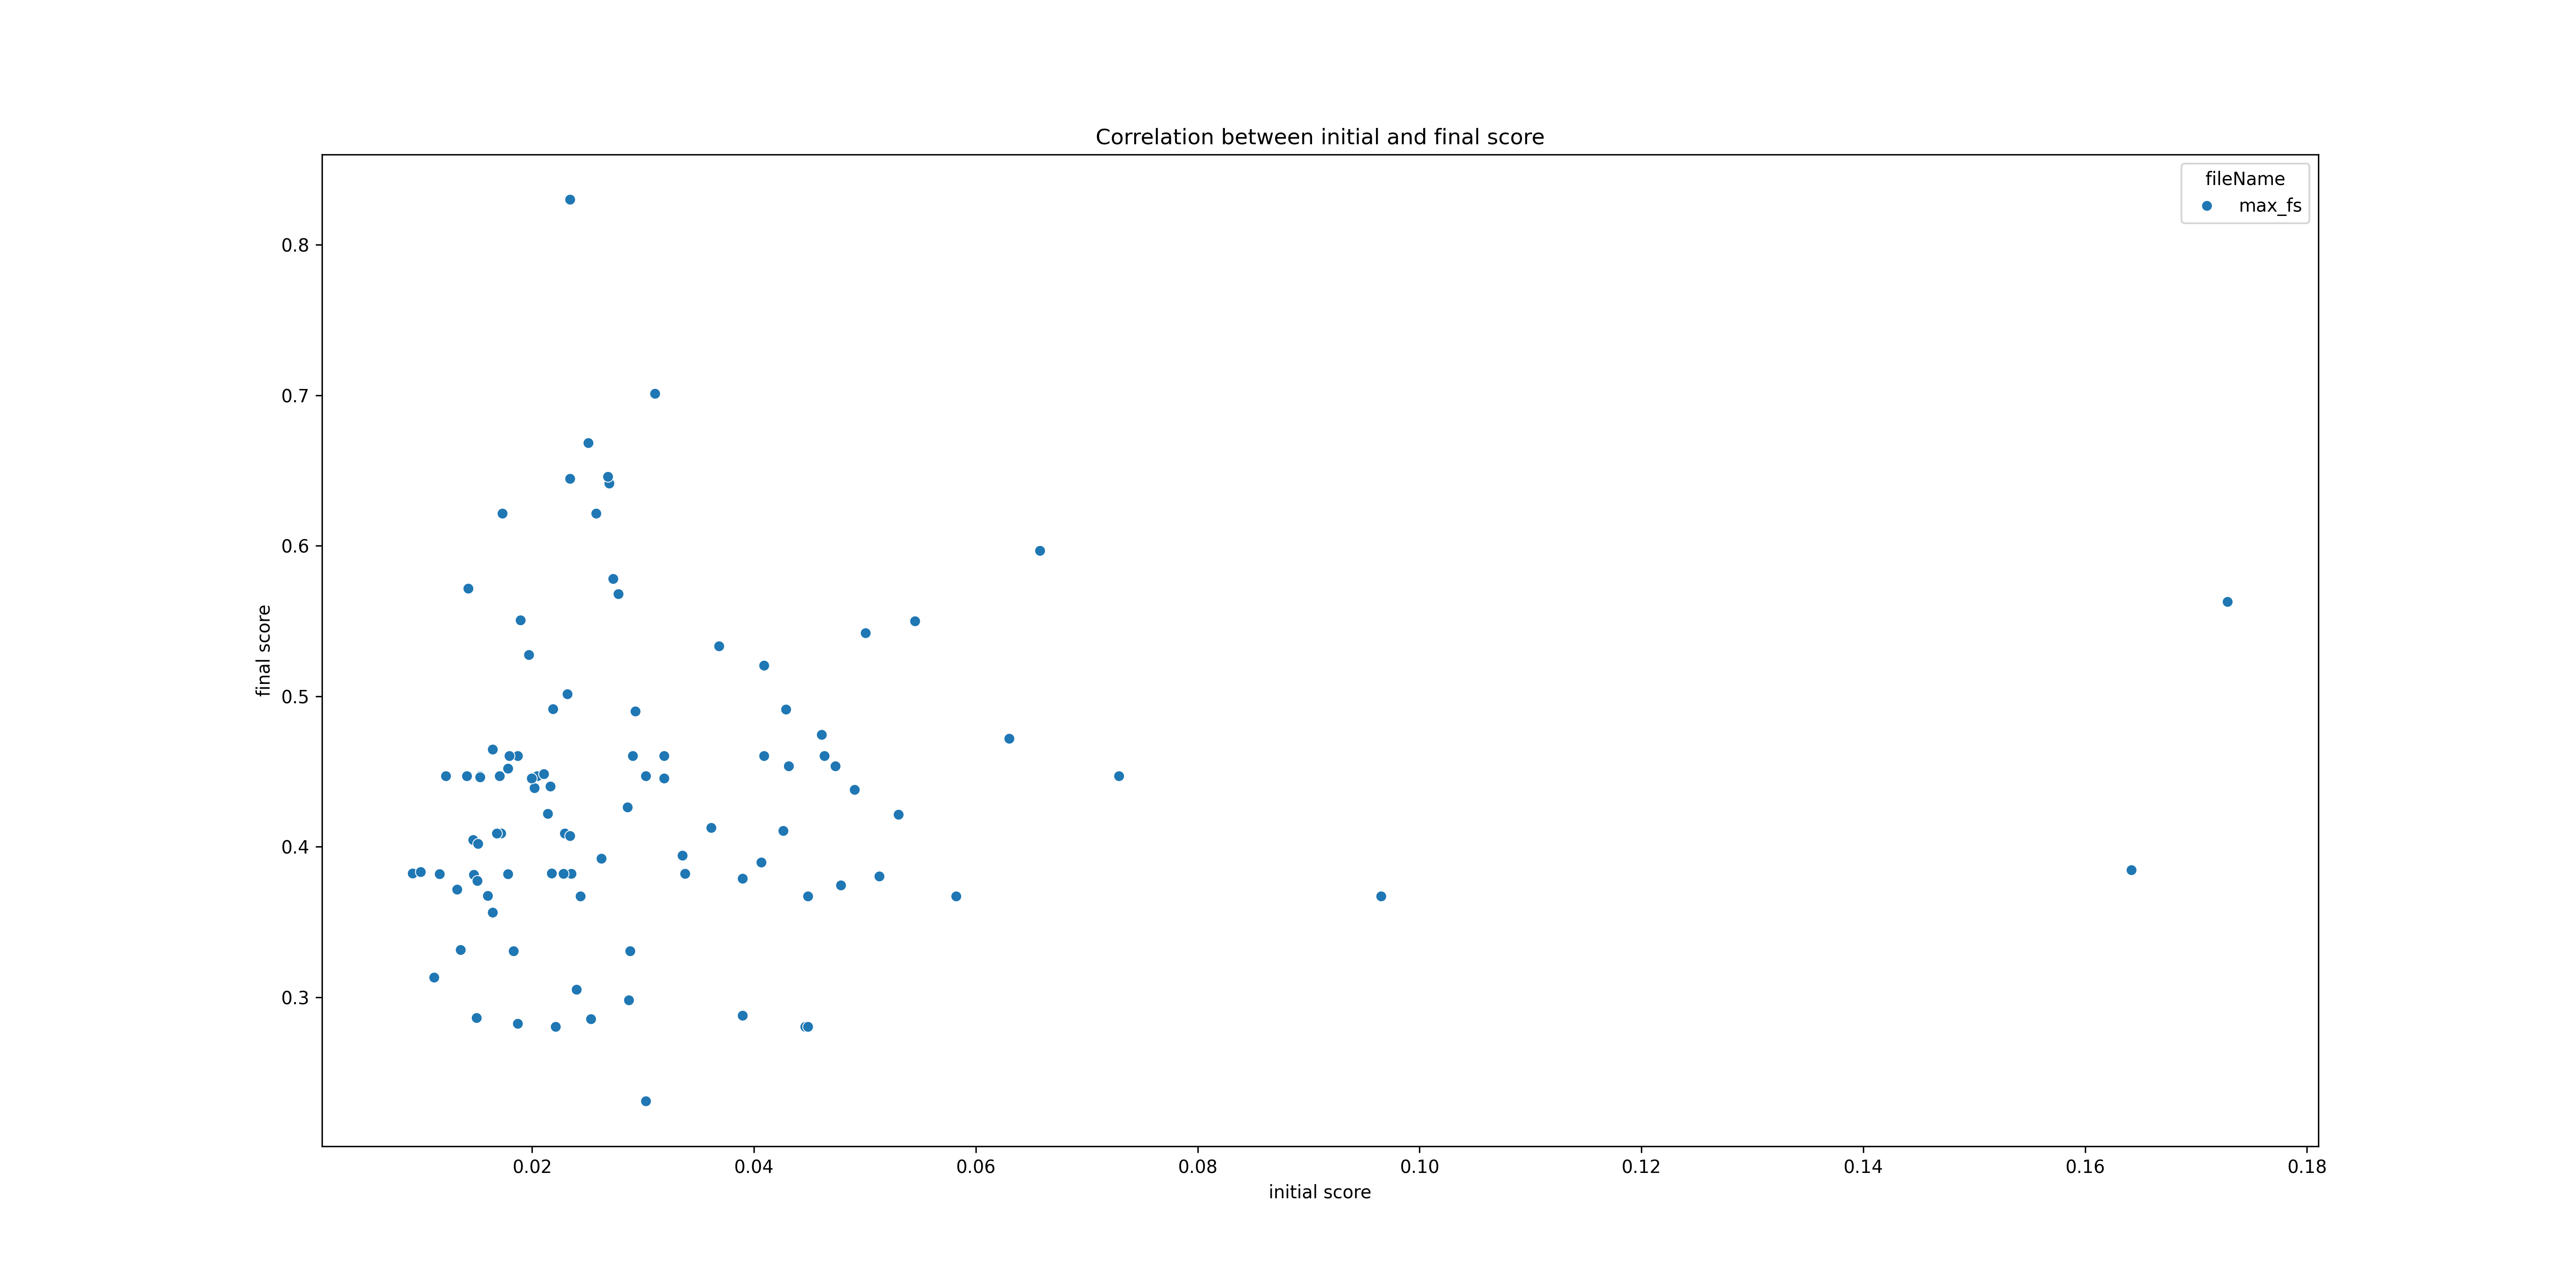 Correlation between initial and final score
fileName
max_fs
0.8
0.7
0.6
0.5
0.4
0.3
final score
0.02 0.04 0.06 0.08 0.10 0.12 0.14 0.16 0.18
initial score